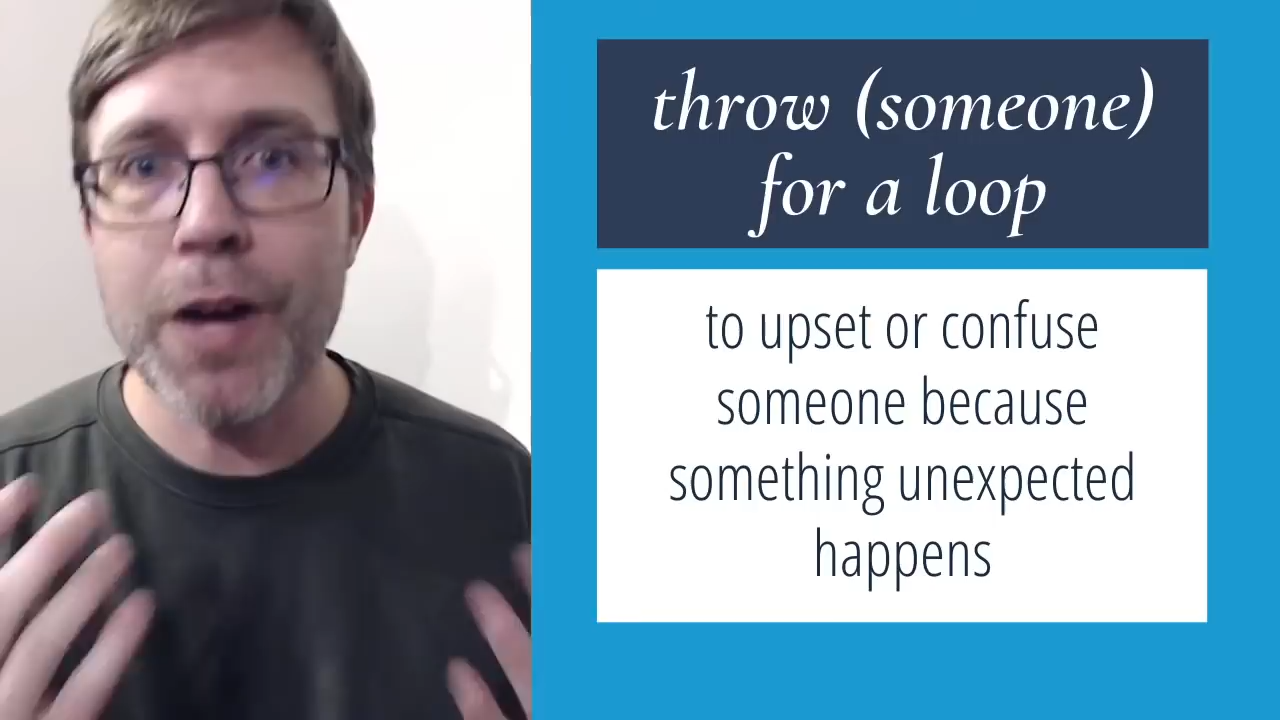 throw (someone)
for a loop
to upset or confuse
someone because
something unexpected
happens